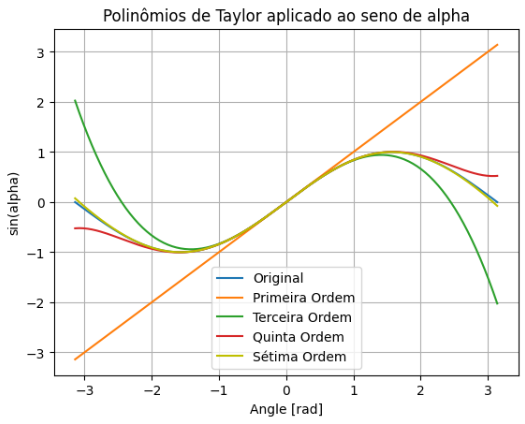 Polinômios de Taylor aplicado ao seno de alpha
3
2
1
0
−1
−2
−3
sin(alpha)
Original
Primeira Ordem
Terceira Ordem
Quinta Ordem
Sétima Ordem
−3 −2 −1 0 1 2 3
Angle [rad]